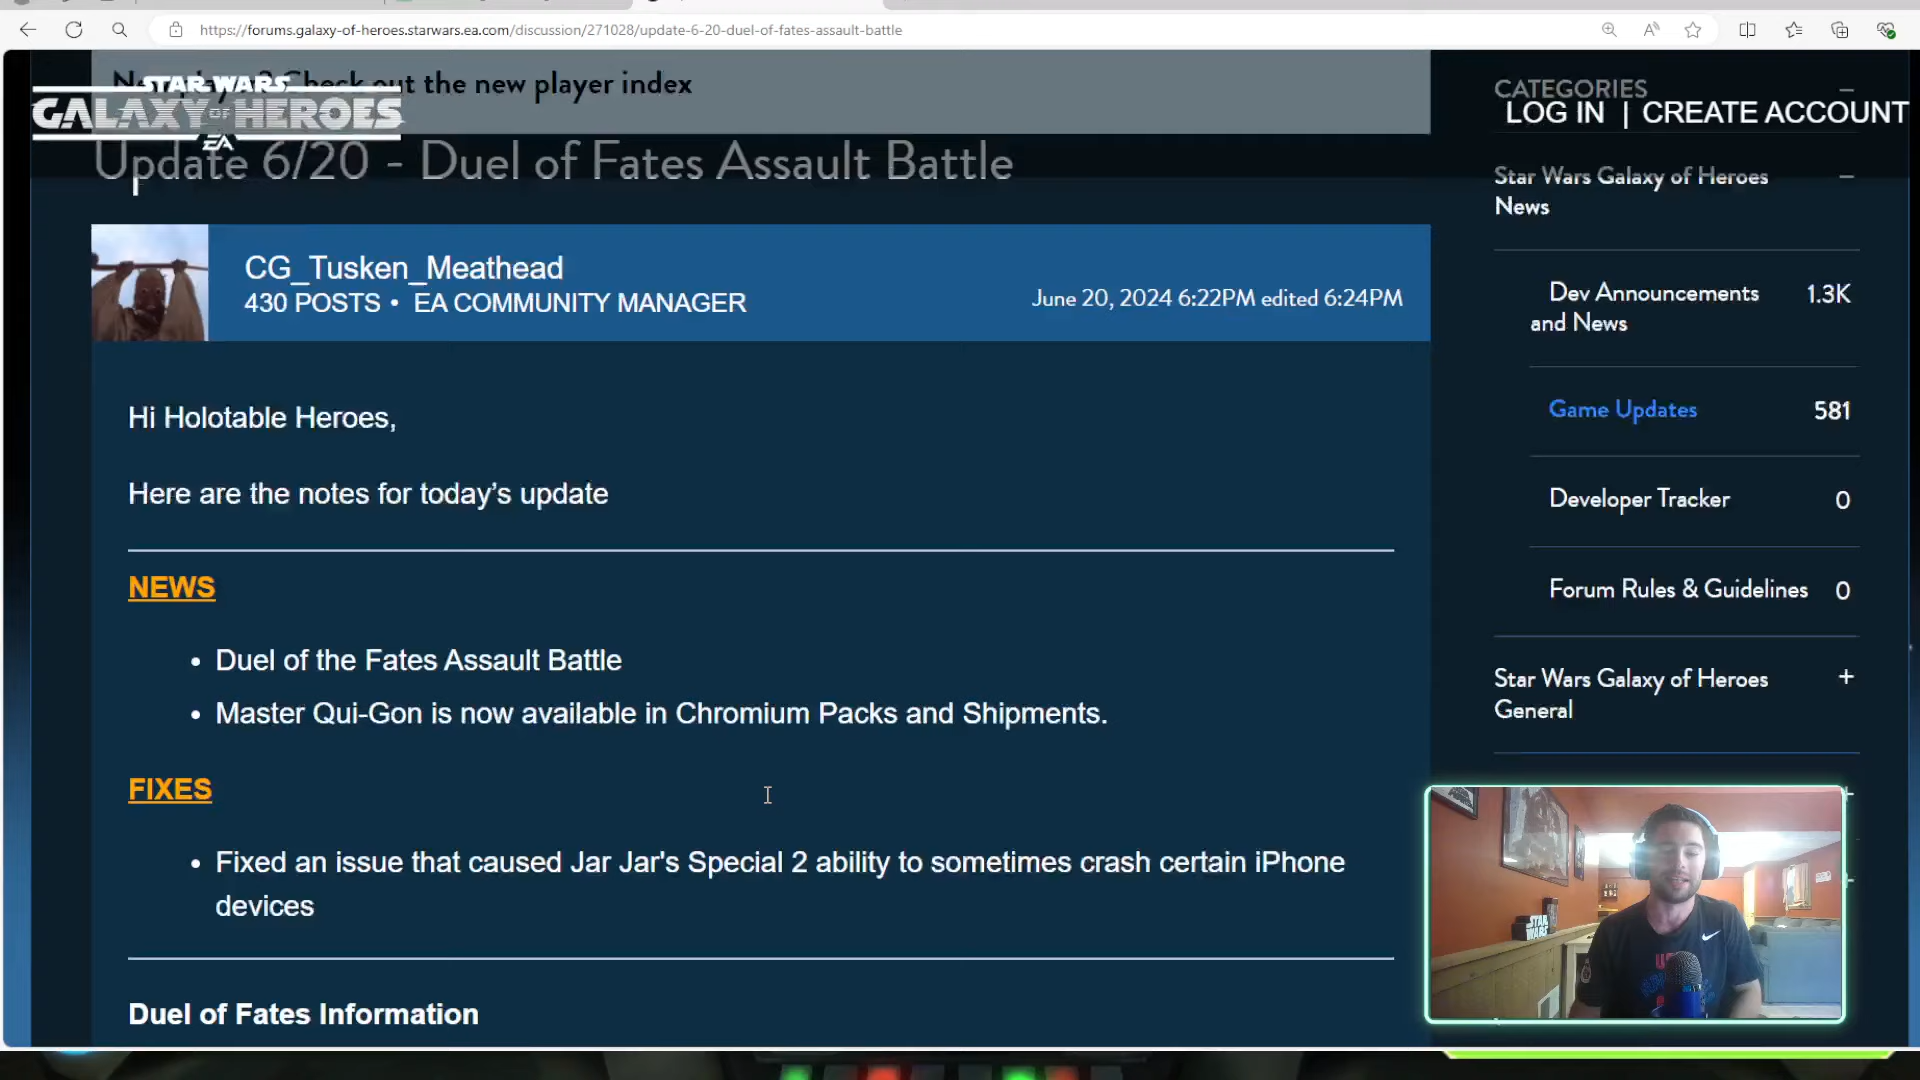 https://forums.galaxy-of-heroes.starwars.ea.com/discussion/271028/update-6-20-duel-of-fates-assault-battle
Check out the new player index
STAR WARS
GALAXY OF HEROES
EA
Update 6/20 - Duel of Fates Assault Battle
CG_Tusken_Meathead
430 POSTS • EA COMMUNITY MANAGER
June 20, 2024 6:22PM edited 6:24PM
Hi Holotable Heroes,
Here are the notes for today’s update
NEWS
• Duel of the Fates Assault Battle
• Master Qui-Gon is now available in Chromium Packs and Shipments.
FIXES
• Fixed an issue that caused Jar Jar's Special 2 ability to sometimes crash certain iPhone
devices
Duel of Fates Information
CATEGORIES
LOG IN | CREATE ACCOUNT
Star Wars Galaxy of Heroes
News
Dev Announcements 1.3K
and News
Game Updates 581
Developer Tracker 0
Forum Rules & Guidelines 0
Star Wars Galaxy of Heroes +
General
STAR
WARS